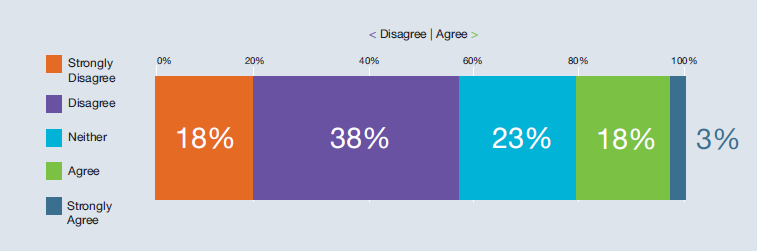 < Disagree | Agree >
0% 20% 40% 60% 80% 100%
Strongly
Disagree
Disagree
Neither
Agree
Strongly
Agree
18% 38% 23% 18% 3%